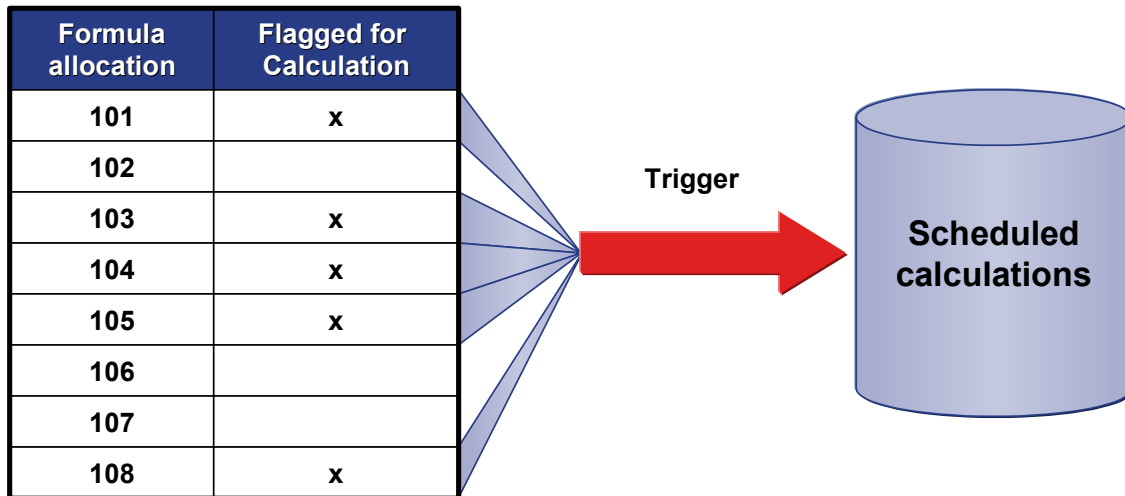 Formula allocation
Flagged for Calculation
101 x
102
103 x
104 x
105 x
106
107
108 x
Trigger
Scheduled
calculations